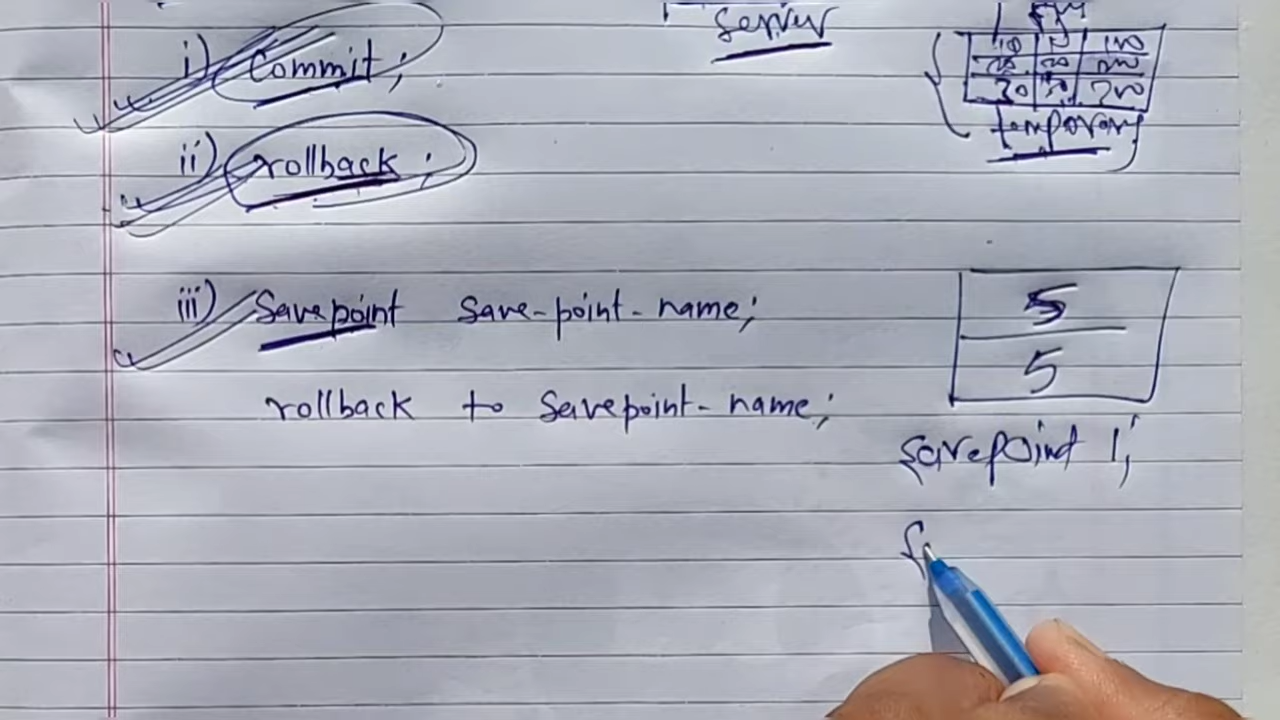 server
i) Commit;
ii) rollback;
temporary
iii) Savepoint save-point-name;
5
5
rollback to savepoint-name;
savepoint 1;